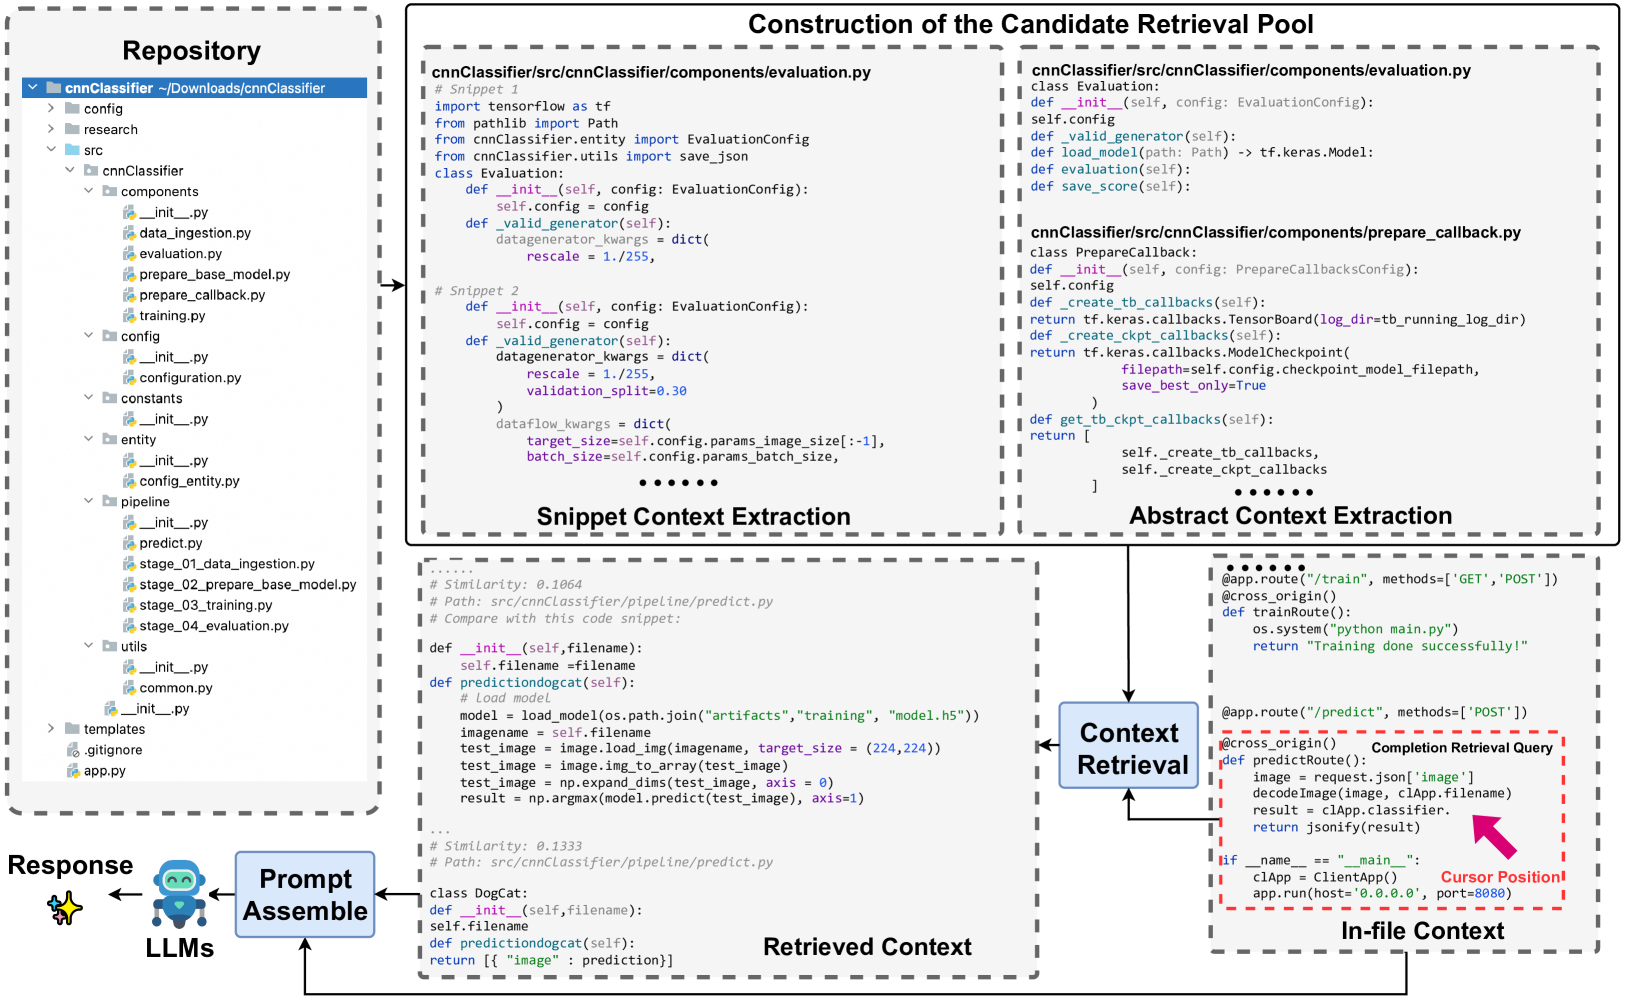 Repository
cnnClassifier ~/Downloads/cnnClassifier
config
research
src
cnnClassifier
components
__init__.py
data_ingestion.py
evaluation.py
prepare_base_model.py
prepare_callback.py
training.py
config
__init__.py
configuration.py
constants
__init__.py
entity
__init__.py
config_entity.py
pipeline
__init__.py
predict.py
stage_01_data_ingestion.py
stage_02_prepare_base_model.py
stage_03_training.py
stage_04_evaluation.py
utils
__init__.py
common.py
__init__.py
templates
.gitignore
app.py
Construction of the Candidate Retrieval Pool
cnnClassifier/src/cnnClassifier/components/evaluation.py
# Snippet 1
import tensorflow as tf
from pathlib import Path
from cnnClassifier.entity import EvaluationConfig
from cnnClassifier.utils import save_json
class Evaluation:
def __init__(self, config: EvaluationConfig):
self.config = config
def _valid_generator(self):
datagenerator_kwargs = dict(
rescale = 1./255,
# Snippet 2
def __init__(self, config: EvaluationConfig):
self.config = config
def _valid_generator(self):
datagenerator_kwargs = dict(
rescale = 1./255,
validation_split=0.30
)
dataflow_kwargs = dict(
target_size=self.config.params_image_size[:-1],
batch_size=self.config.params_batch_size,
......
Snippet Context Extraction
cnnClassifier/src/cnnClassifier/components/evaluation.py
class Evaluation:
def __init__(self, config: EvaluationConfig):
self.config
def _valid_generator(self):
def load_model(path: Path) -> tf.keras.Model:
def evaluation(self):
def save_score(self):
cnnClassifier/src/cnnClassifier/components/prepare_callback.py
class PrepareCallback:
def __init__(self, config: PrepareCallbacksConfig):
self.config
def _create_tb_callbacks(self):
return tf.keras.callbacks.TensorBoard(log_dir=tb_running_log_dir)
def _create_ckpt_callbacks(self):
return tf.keras.callbacks.ModelCheckpoint(
filepath=self.config.checkpoint_model_filepath,
save_best_only=True
)
def get_tb_ckpt_callbacks(self):
return [
self._create_tb_callbacks,
self._create_ckpt_callbacks
]
......
Abstract Context Extraction
......
# Similarity: 0.1064
# Path: src/cnnClassifier/pipeline/predict.py
# Compare with this code snippet:
def __init__(self,filename):
self.filename =filename
def predictiondogcat(self):
# load model
model = load_model(os.path.join("artifacts","training", "model.h5"))
imagename = self.filename
test_image = image.load_img(imagename, target_size = (224,224))
test_image = image.img_to_array(test_image)
test_image = np.expand_dims(test_image, axis = 0)
result = np.argmax(model.predict(test_image), axis=1)
...
# Similarity: 0.1333
# Path: src/cnnClassifier/pipeline/predict.py
class DogCat:
def __init__(self,filename):
self.filename
def predictiondogcat(self):
return [{ "image" : prediction}]
Retrieved Context
Context
Retrieval
......
@app.route("/train", methods=['GET','POST'])
@cross_origin()
def trainRoute():
os.system("python main.py")
return "Training done successfully!"
@app.route("/predict", methods=['POST'])
@cross_origin()
Completion Retrieval Query
def predictRoute():
image = request.json['image']
decodeImage(image, clApp.filename)
result = clApp.classifier.
return jsonify(result)
if __name__ == "__main__":
clApp = ClientApp()
Cursor Position
app.run(host='0.0.0.0', port=8080)
In-file Context
Response
LLMs
Prompt
Assemble